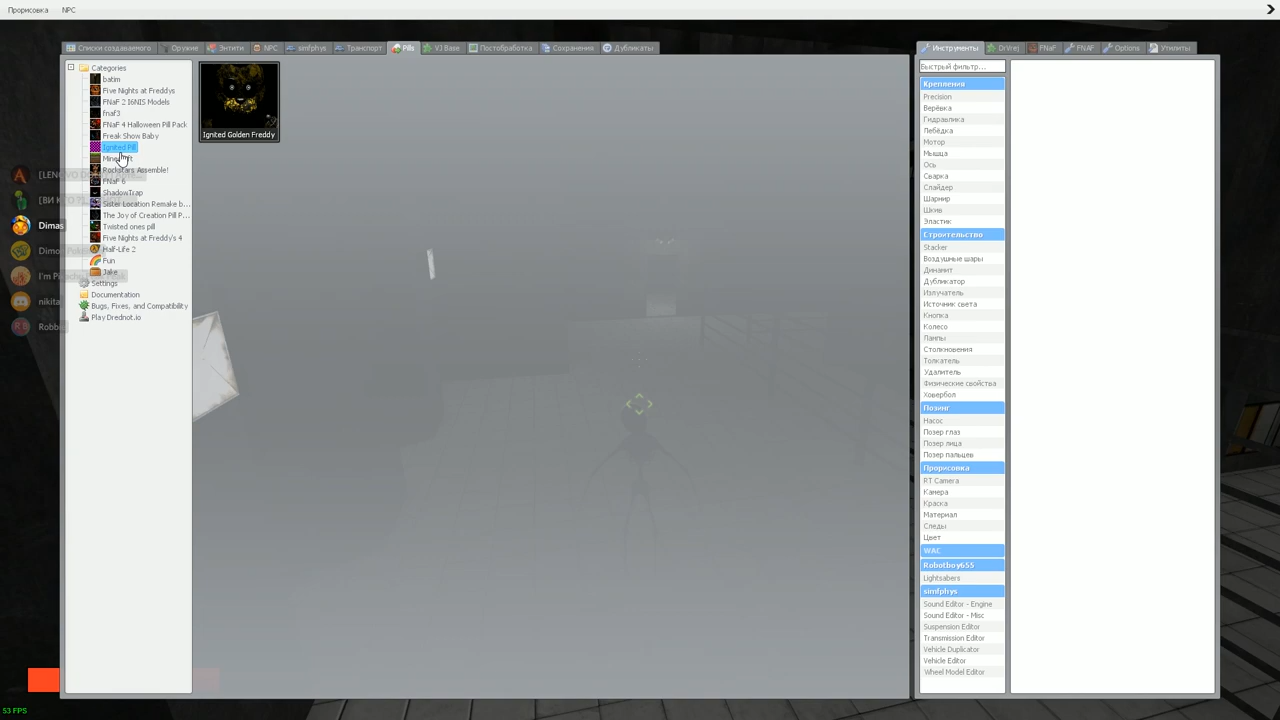 Прорисовка NPC
Списки создаваемого Оружие Энтити NPC simfphys Транспорт Pills VJ Base Постобработка Сохранения Дубликаты
Инструменты FNaF FNAF Options Утилиты
Categories
batim
Five Nights at Freddys
FNaF 2 I6NIS Models
fnaf3
FNaF 4 Halloween Pill Pack
Freak Show Baby
Ignited Pill
Rockstars Assemble!
FNaF 6
ShadowTrap
Sister Location Remake b...
The Joy of Creation Pill P...
Twisted ones pill
Five Nights at Freddy's 4
Half-Life 2
Fun
Jake
Settings
Documentation
Bugs, Fixes, and Compatibility
Play Drednot.io
Ignited Golden Freddy
[LENOVO
[ВИ
Dimas
nikita
Robbie
Быстрый фильтр...
Крепления
Precision
Верёвка
Гидравлика
Лебёдка
Мотор
Мышца
Ось
Сварка
Слайдер
Шарнир
Шкив
Эластик
Строительство
Stacker
Воздушные шары
Динамит
Дубликатор
Излучатель
Источник света
Кнопка
Колесо
Лампы
Столкновения
Толкатель
Удалитель
Физические свойства
Ховербол
Позинг
Насос
Позер глаз
Позер лица
Позер пальцев
Прорисовка
RT Camera
Камера
Краска
Материал
Следы
Цвет
WAC
Robotboy655
Lightsabers
simfphys
Sound Editor - Engine
Sound Editor - Misc
Suspension Editor
Transmission Editor
Vehicle Duplicator
Vehicle Editor
Wheel Model Editor
53 FPS